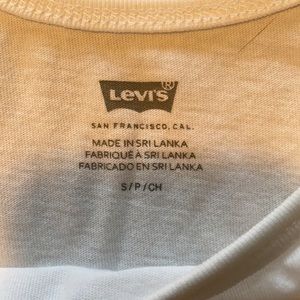 Levi's ®
SAN FRANCISCO, CAL.
MADE IN SRI LANKA
FABRIQUÉ À SRI LANKA
FABRICADO EN SRI LANKA
S/P/CH